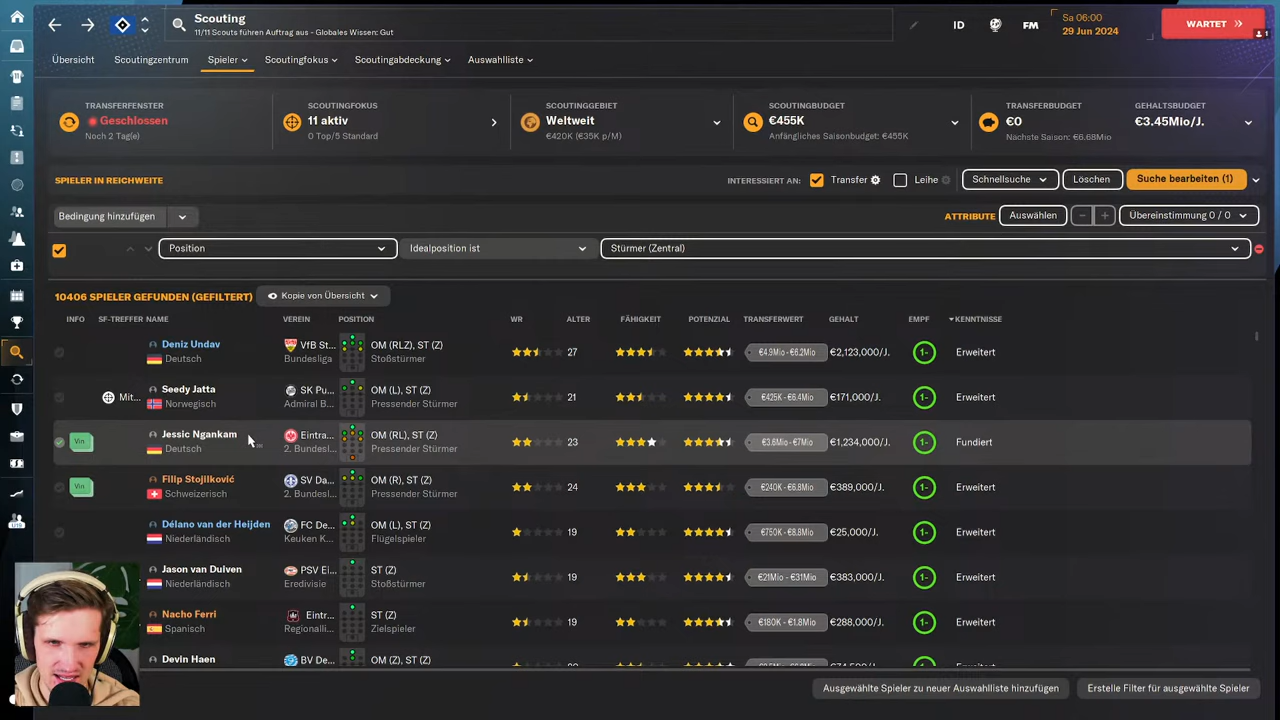 Scouting
11/11 Scouts führen Auftrag aus - Globales Wissen: Gut
ID
FM
Sa 06:00
29 Jun 2024
WARTET
1
Übersicht
Scoutingzentrum
Spieler
Scoutingfokus
Scoutingabdeckung
Auswahlliste
TRANSFERFENSTER
Geschlossen
Noch 2 Tag(e)
SCOUTINGFOKUS
11 aktiv
0 Top/5 Standard
SCOUTINGGEBIET
Weltweit
€420K (€35K p/M)
SCOUTINGBUDGET
€455K
Anfängliches Saisonbudget: €455K
TRANSFERBUDGET
€0
Nächste Saison: €6.68Mio
GEHALTSBUDGET
€3.45Mio/J.
SPIELER IN REICHWEITE
INTERESSIERT AN:
Transfer
Leihe
Schnellsuche
Löschen
Suche bearbeiten (1)
Bedingung hinzufügen
ATTRIBUTE
Auswählen
Übereinstimmung 0 / 0
Position
Idealposition ist
Stürmer (Zentral)
10406 SPIELER GEFUNDEN (GEFILTERT)
Kopie von Übersicht
INFO SF-TREFFER NAME VEREIN POSITION WR ALTER FÄHIGKEIT POTENZIAL TRANSFERWERT GEHALT EMPF KENNTNISSE
Deniz Undav VfB St... OM (RLZ), ST (Z) 27 €4.9Mio - €6.2Mio €2,123,000/J. 1- Erweitert
Deutsch Bundesliga Stoßstürmer
Mit... Seedy Jatta SK Pu... OM (L), ST (Z) 21 €425K - €6.4Mio €171,000/J. 1- Erweitert
Norwegisch Admiral B... Pressender Stürmer
Vin Jessic Ngankam Eintra... OM (RL), ST (Z) 23 €3.6Mio - €7Mio €1,234,000/J. 1- Fundiert
Deutsch 2. Bundesl... Pressender Stürmer
Vin Filip Stojilković SV Da... OM (R), ST (Z) 24 €240K - €6.8Mio €389,000/J. 1- Erweitert
Schweizerisch 2. Bundesl... Pressender Stürmer
Délano van der Heijden FC De... OM (L), ST (Z) 19 €750K - €8.8Mio €25,000/J. 1- Erweitert
Niederländisch Keuken K... Flügelspieler
Jason van Duiven PSV Ei... ST (Z) 19 €21Mio - €31Mio €383,000/J. 1- Erweitert
Niederländisch Eredivisie Stoßstürmer
Nacho Ferri Eintr... ST (Z) 19 €180K - €1.8Mio €288,000/J. 1- Erweitert
Spanisch Regionalli... Zielspieler
Devin Haen BV De... OM (Z), ST (Z)
Ausgewählte Spieler zu neuer Auswahlliste hinzufügen
Erstelle Filter für ausgewählte Spieler
U19